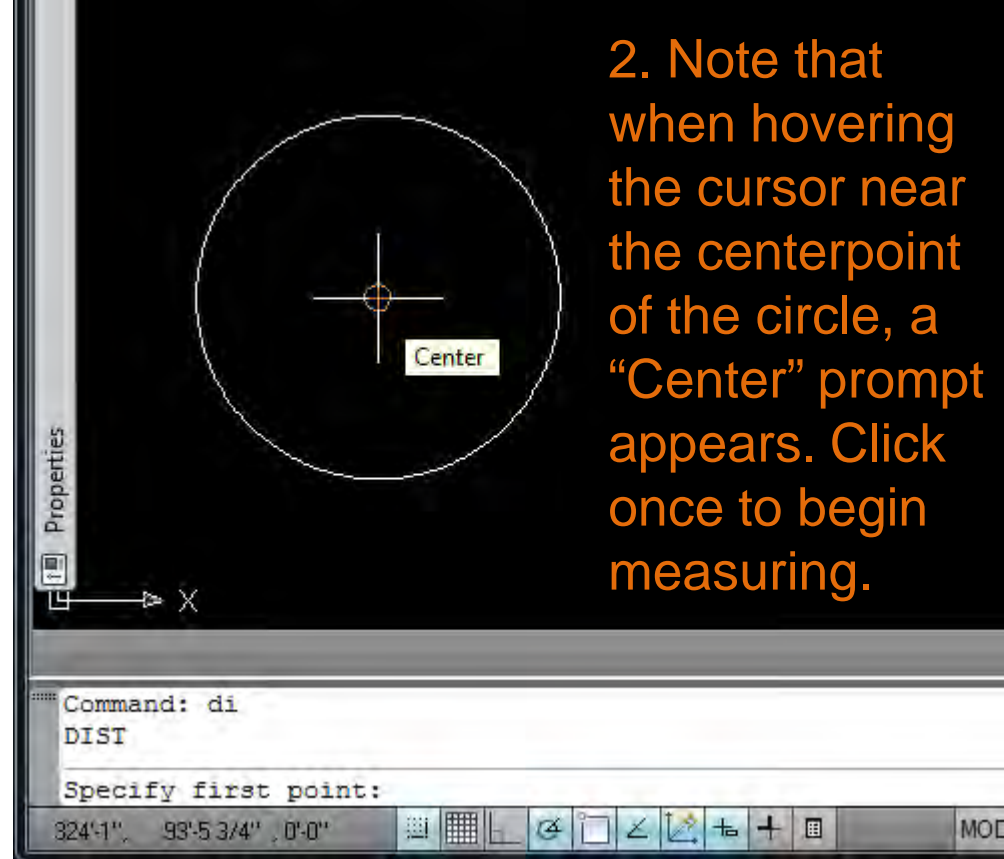 2. Note that
when hovering
the cursor near
the centerpoint
of the circle, a
“Center” prompt
appears. Click
once to begin
measuring.
Center
Properties
X
Command: di
DIST
Specify first point:
324'-1", 93'-5 3/4" , 0'-0"
MOD